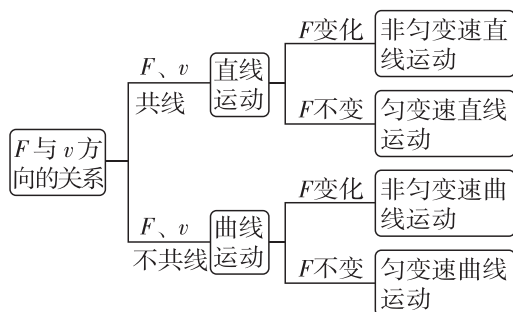 F与v方
向的关系
F、v
共线
直线
运动
F变化
非匀变速直
线运动
F不变
匀变速直线
运动
F、v
不共线
曲线
运动
F变化
非匀变速曲
线运动
F不变
匀变速曲线
运动